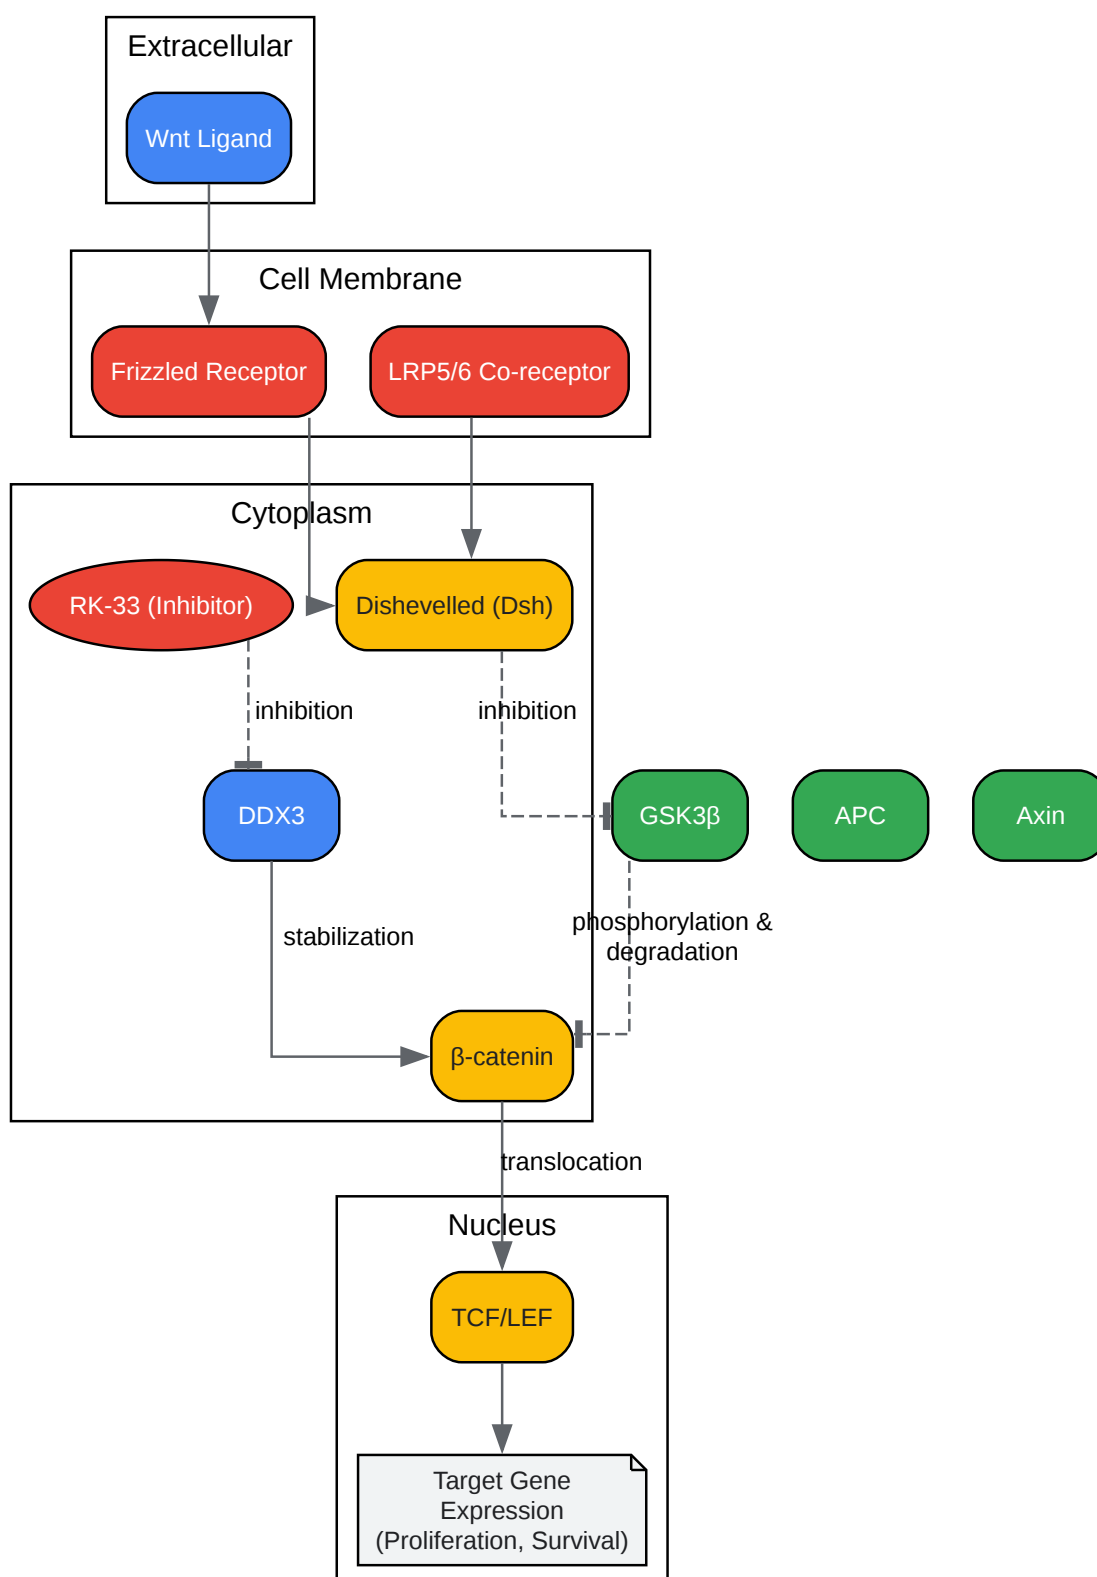 Extracellular
Wnt Ligand
Cell Membrane
Frizzled Receptor
LRP5/6 Co-receptor
Cytoplasm
RK-33 (Inhibitor)
Dishevelled (Dsh)
inhibition
inhibition
DDX3
GSK3β
APC
Axin
stabilization
phosphorylation &
degradation
β-catenin
translocation
Nucleus
TCF/LEF
Target Gene
Expression
(Proliferation, Survival)